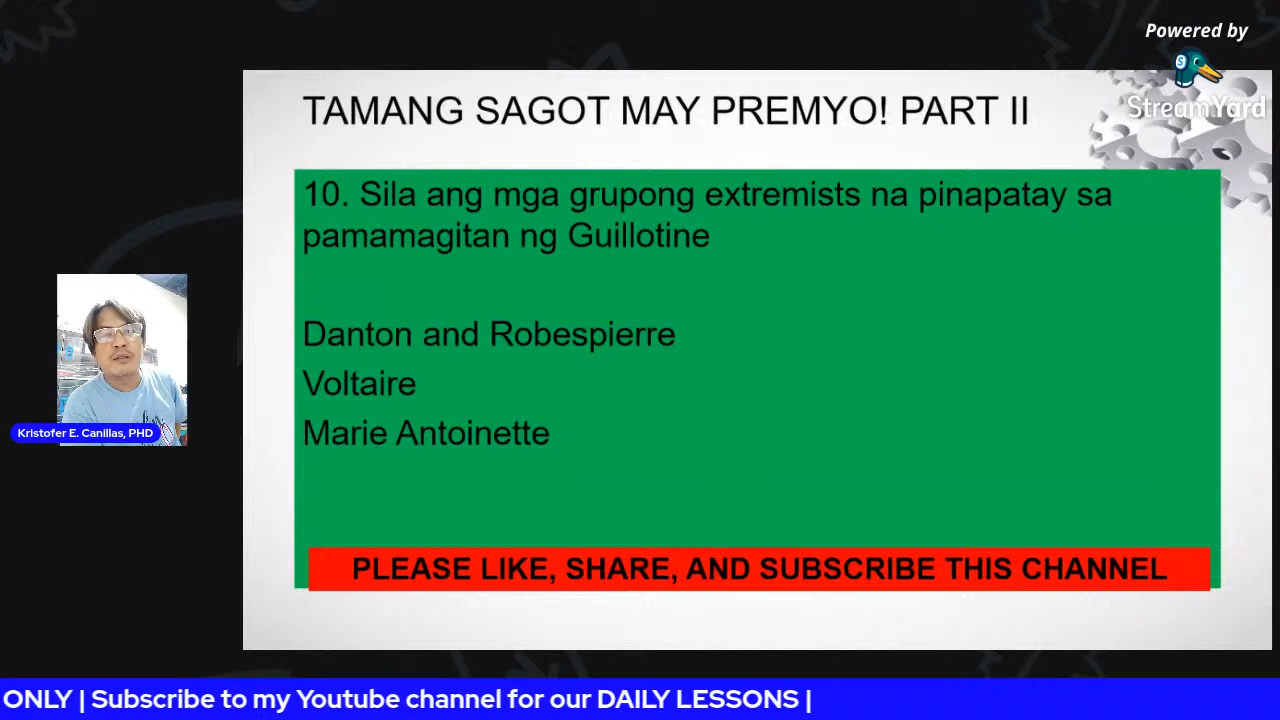 Powered by
StreamYard
TAMANG SAGOT MAY PREMYO! PART II
10. Sila ang mga grupong extremists na pinapatay sa
pamamagitan ng Guillotine
Danton and Robespierre
Voltaire
Marie Antoinette
Kristofer E. Canillas, PHD
PLEASE LIKE, SHARE, AND SUBSCRIBE THIS CHANNEL
ONLY | Subscribe to my Youtube channel for our DAILY LESSONS |